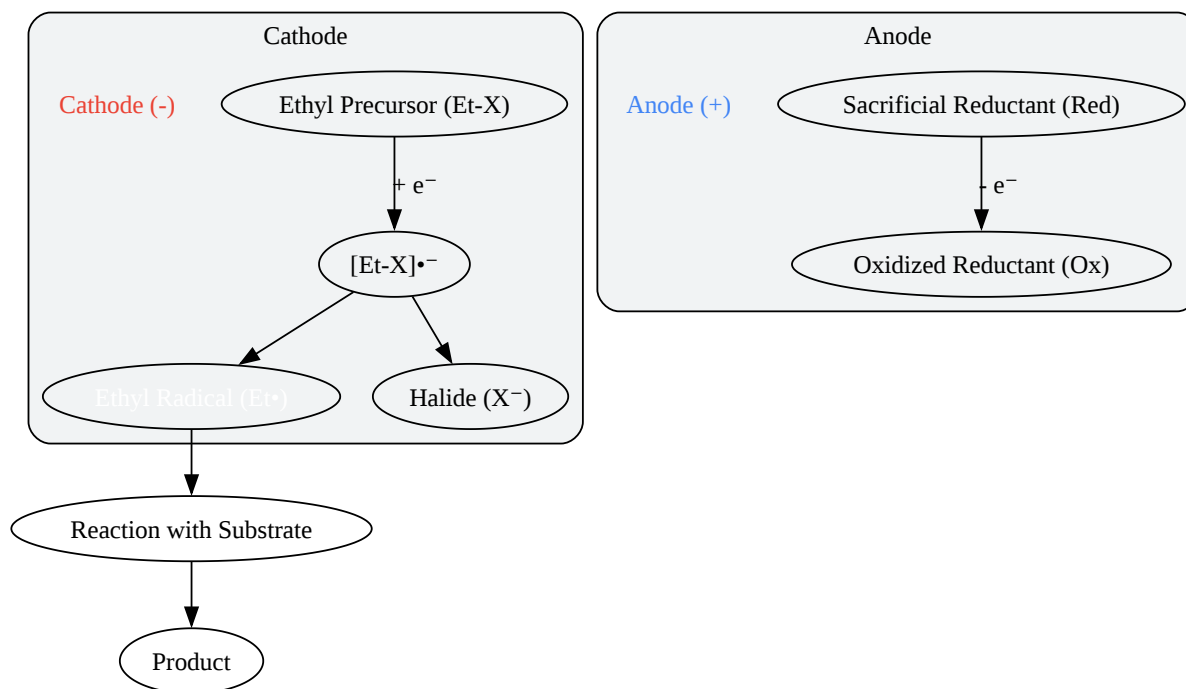 Cathode
Cathode (-)
Ethyl Precursor (Et-X)
+ e⁻
[Et-X]•⁻
Ethyl Radical (Et•)
Halide (X⁻)
Reaction with Substrate
Product
Anode
Anode (+)
Sacrificial Reductant (Red)
- e⁻
Oxidized Reductant (Ox)